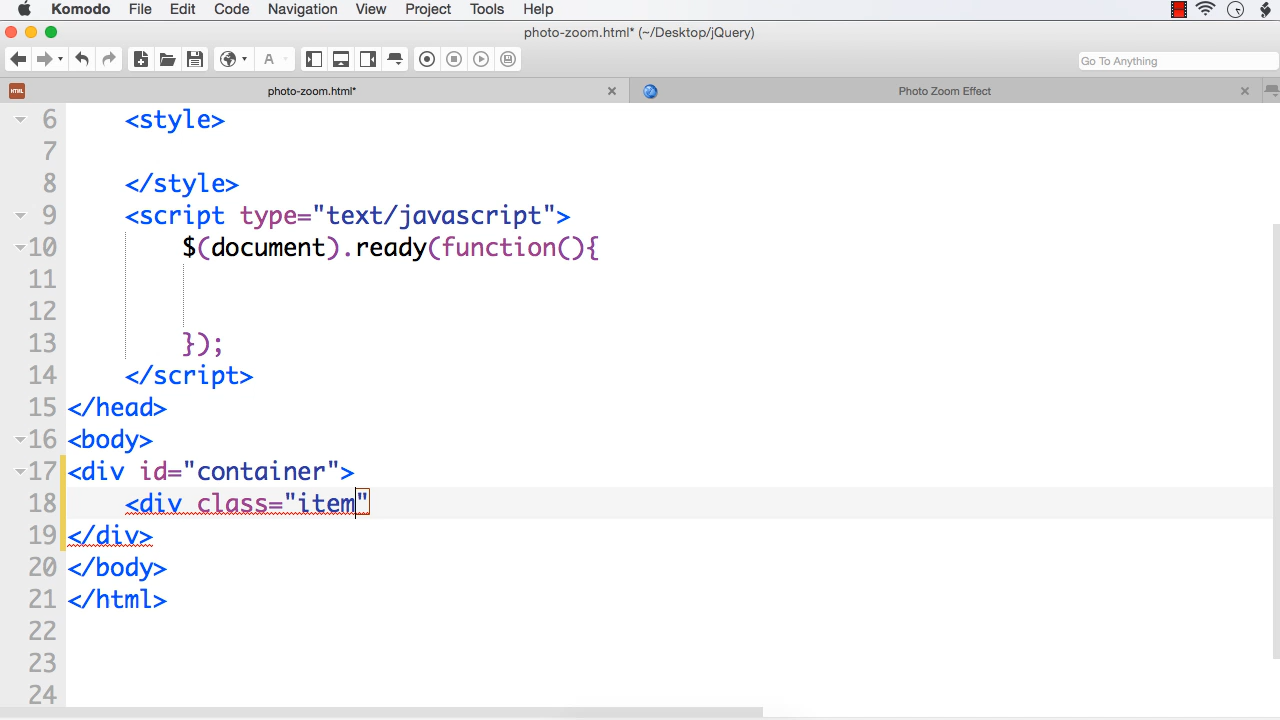 Komodo File Edit Code Navigation View Project Tools Help
photo-zoom.html* (~/Desktop/jQuery)
A Go To Anything
HTML photo-zoom.html* Photo Zoom Effect
6 <style>
7
8 </style>
9 <script type="text/javascript">
10 $(document).ready(function(){
11
12
13 });
14 </script>
15 </head>
16 <body>
17 <div id="container">
18 <div class="item"
19 </div>
20 </body>
21 </html>
22
23
24